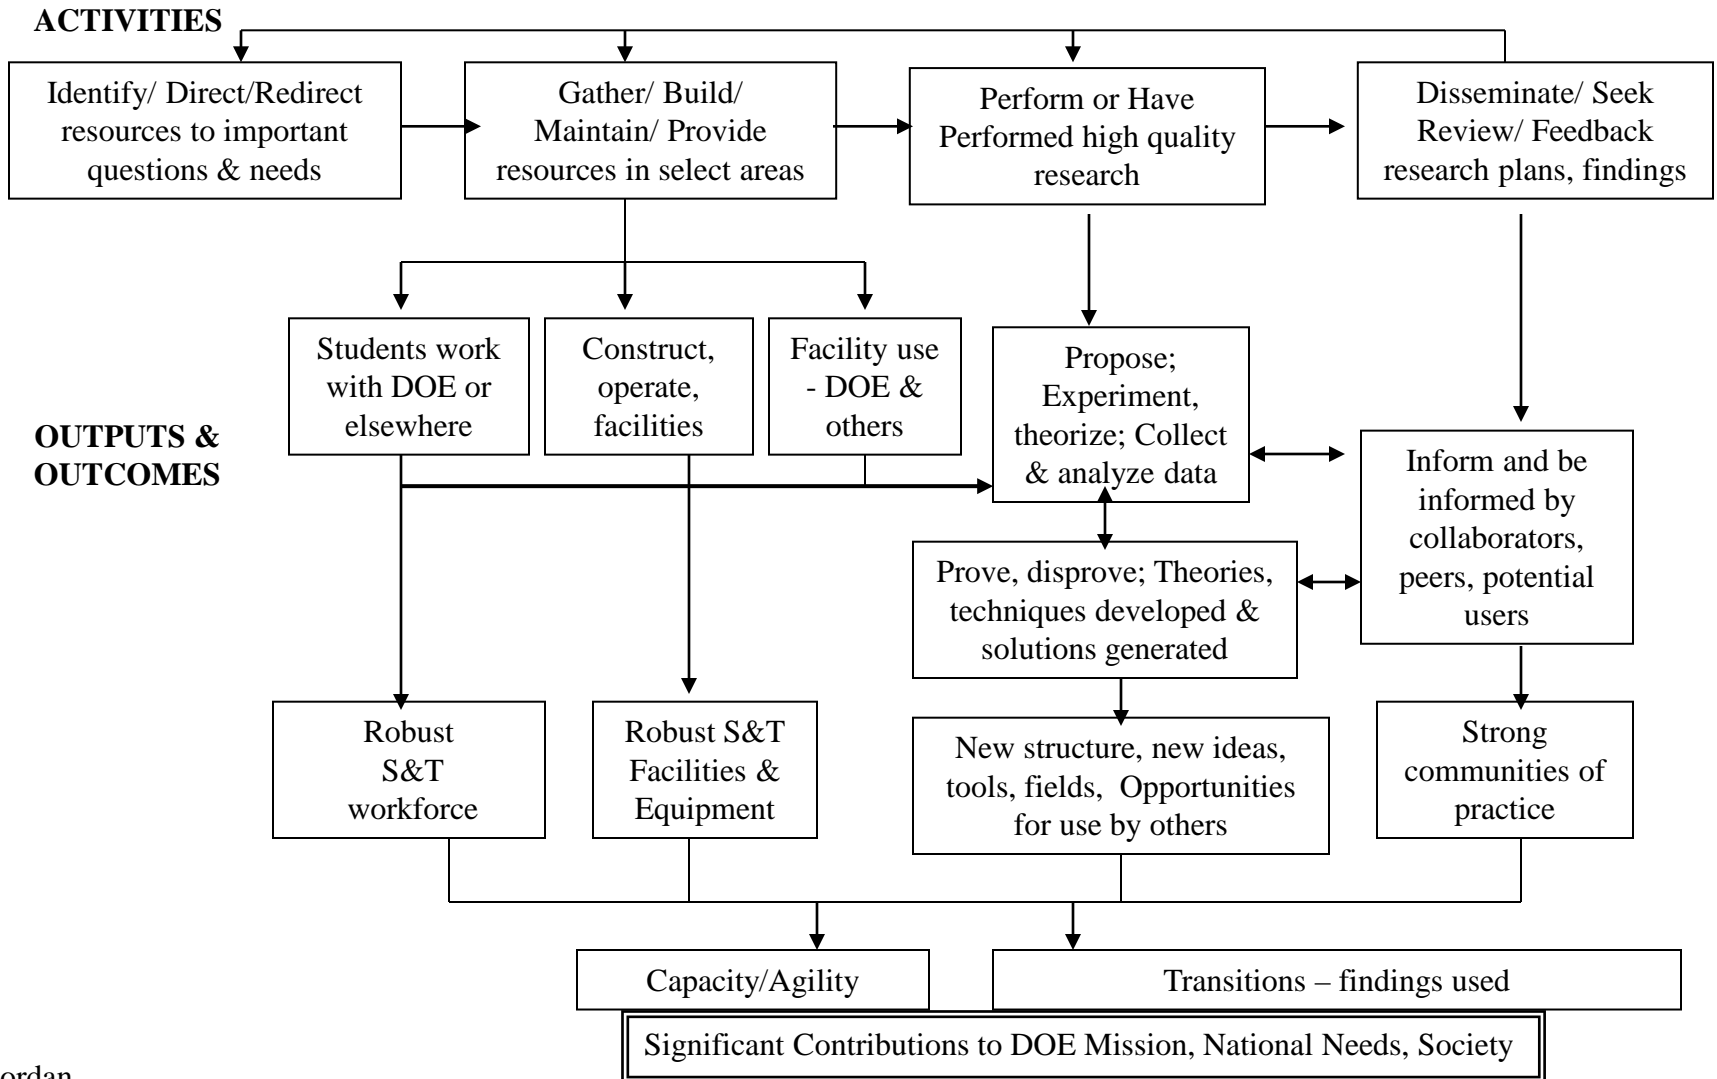 ACTIVITIES
Identify/ Direct/Redirect
resources to important
questions & needs
Gather/ Build/
Maintain/ Provide
resources in select areas
Perform or Have
Performed high quality
research
Disseminate/ Seek
Review/ Feedback
research plans, findings
Students work
with DOE or
elsewhere
Construct,
operate,
facilities
Facility use
- DOE &
others
Propose;
Experiment,
theorize; Collect
& analyze data
OUTPUTS &
OUTCOMES
Inform and be
informed by
collaborators,
peers, potential
users
Prove, disprove; Theories,
techniques developed &
solutions generated
Robust
S&T
workforce
Robust S&T
Facilities &
Equipment
New structure, new ideas,
tools, fields,  Opportunities
for use by others
Strong
communities of
practice
Capacity/Agility
Transitions – findings used
Significant Contributions to DOE Mission, National Needs, Society